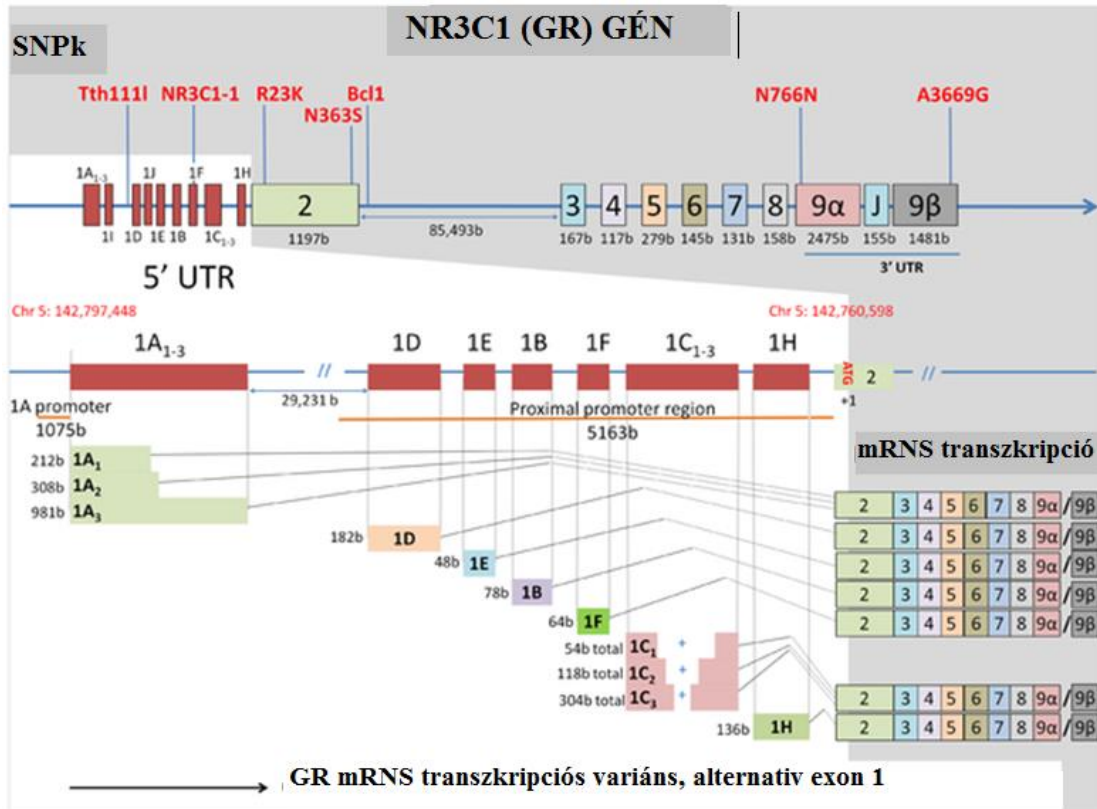 NR3C1 (GR) GÉN
SNPk
Tth111l NR3C1-1 R23K Bcl1 N766N A3669G
N363S
1A1-3 1J 1F 1H
2 3 4 5 6 7 8 9α J 9β
1I 1D 1E 1B 1C1-3
1197b 85,493b 167b 117b 279b 145b 131b 158b 2475b 155b 1481b
3' UTR
5' UTR
Chr 5: 142,797,448 Chr 5: 142,760,598
1A1-3 1D 1E 1B 1F 1C1-3 1H
// ATG 2 //
29,231 b +1
1A promoter Proximal promoter region
1075b 5163b
mRNS transzkripció
212b 1A1
308b 1A2
981b 1A3
2 3 4 5 6 7 8 9α/9β
182b 1D 2 3 4 5 6 7 8 9α/9β
48b 1E 2 3 4 5 6 7 8 9α/9β
78b 1B 2 3 4 5 6 7 8 9α/9β
64b 1F 2 3 4 5 6 7 8 9α/9β
54b total 1C1 +
118b total 1C2 +
304b total 1C3 +
2 3 4 5 6 7 8 9α/9β
136b 1H 2 3 4 5 6 7 8 9α/9β
GR mRNS transzkripciós variáns, alternativ exon 1